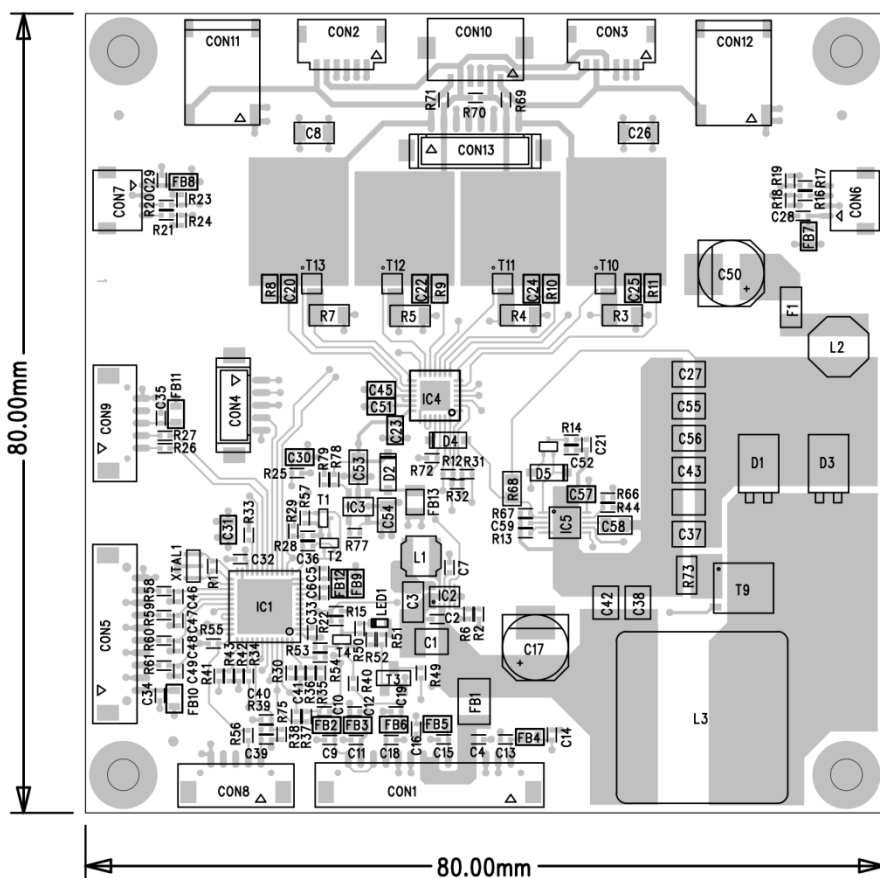 CON11
CON2
CON10
CON3
CON12
R71
R70
R69
C8
C26
CON13
CON7
C29
FB8
R23
R20
R21
R24
R19
R18
R17
R16
C28
FB7
CON6
T13
T12
T11
T10
R8
C20
C22
R9
C24
R10
C25
R11
C50
+
F1
R7
R5
R4
R3
L2
80.00mm
CON9
C35
FB11
R27
R26
CON4
C45
C51
IC4
C23
D4
R72
C27
C55
C56
C43
C37
D1
D3
R14
C21
C52
D5
R68
C57
R66
R44
R67
C59
R13
IC5
C58
C30
R25
R79
R78
C53
D2
R12
R31
R32
FB13
IC3
C54
R57
T1
R29
R28
C36
T2
R77
C31
R33
C32
XTAL1
R1
IC1
L1
C7
C5
C6
FB12
FB9
C3
IC2
C2
R6
R2
R73
T9
C42
C38
CON5
R58
R59
R60
R61
C46
C47
C48
C49
R55
C34
FB10
R41
R43
R42
R34
C33
R22
R15
LED1
R53
T4
R50
R51
R52
C1
C17
+
R30
C41
R36
R35
R54
R40
T3
R49
C40
R39
R75
R38
R37
C10
C12
C19
FB1
R56
C39
FB2
FB3
FB6
FB5
C16
FB4
C14
C9
C11
C18
C15
C4
C13
L3
CON8
CON1
80.00mm